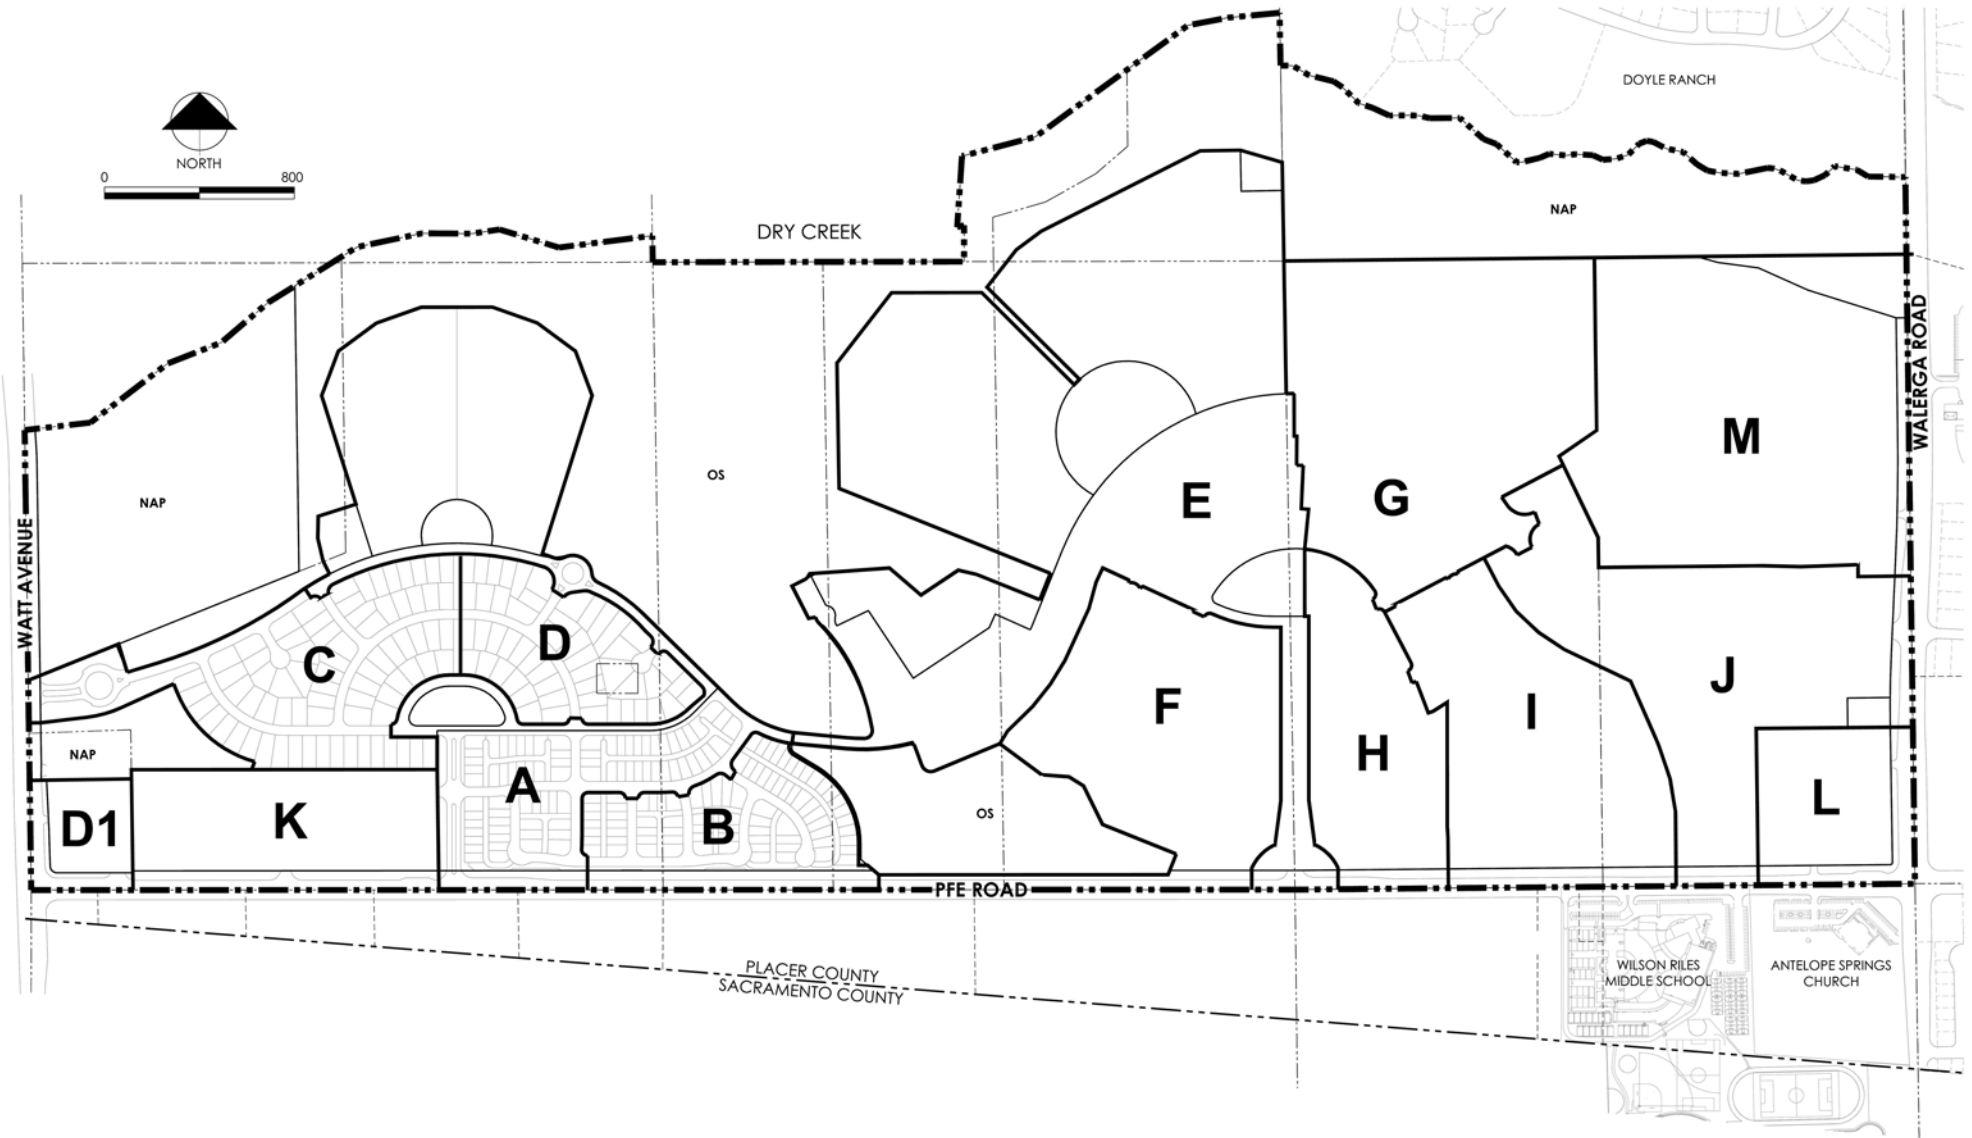 DOYLE RANCH
NORTH
0 800
NAP
DRY CREEK
WALERGA ROAD
M
OS
G
E
NAP
WATT AVENUE
D
C
J
F
I
NAP
H
A
L
K
B
D1
OS
PFE ROAD
PLACER COUNTY
SACRAMENTO COUNTY
WILSON RILES
MIDDLE SCHOOL
ANTELOPE SPRINGS
CHURCH